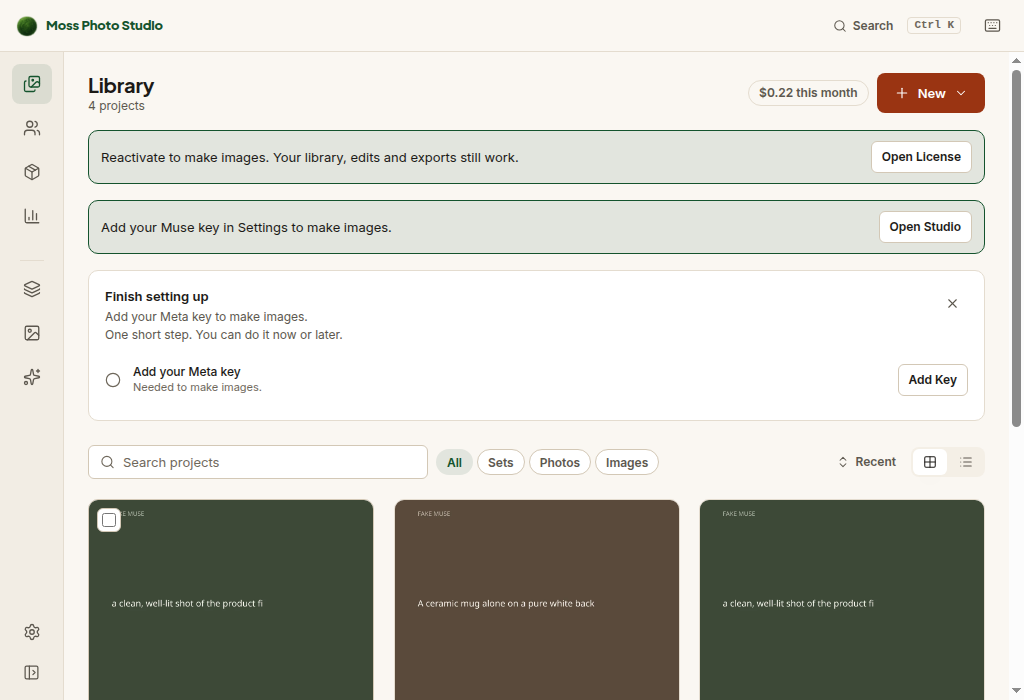 Moss Photo Studio
Search
Ctrl K
Library
4 projects
$0.22 this month
New
Reactivate to make images. Your library, edits and exports still work.
Open License
Add your Muse key in Settings to make images.
Open Studio
Finish setting up
Add your Meta key to make images.
One short step. You can do it now or later.
Add your Meta key
Needed to make images.
Add Key
Search projects
All
Sets
Photos
Images
Recent
MUSE
FAKE MUSE
FAKE MUSE
a clean, well-lit shot of the product fi
A ceramic mug alone on a pure white back
a clean, well-lit shot of the product fi